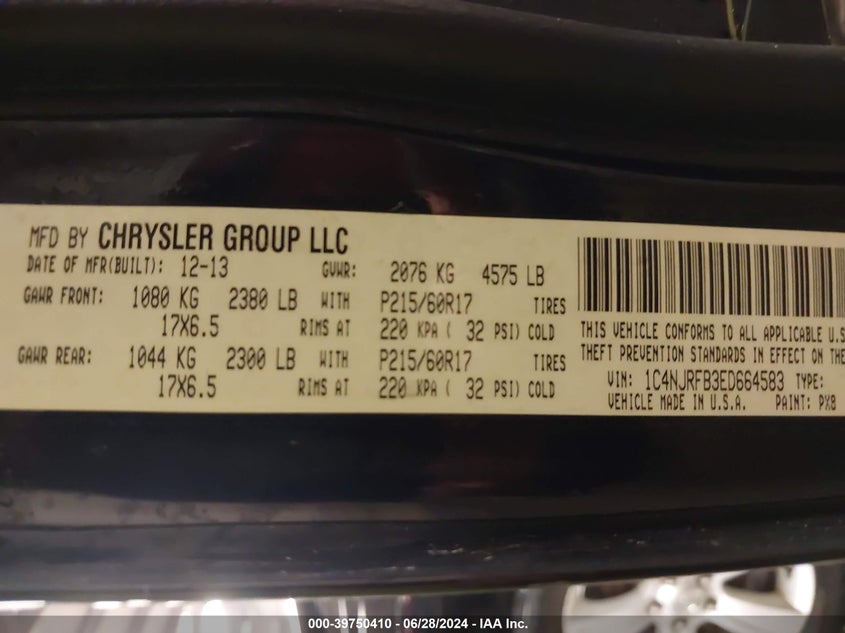 MFD BY CHRYSLER GROUP LLC
DATE OF MFR(BUILT): 12-13 GVWR: 2076 KG 4575 LB
GAWR FRONT: 1080 KG 2380 LB WITH P215/60R17 TIRES
17X6.5 RIMS AT 220 KPA ( 32 PSI) COLD
GAWR REAR: 1044 KG 2300 LB WITH P215/60R17 TIRES
17X6.5 RIMS AT 220 KPA ( 32 PSI) COLD
THIS VEHICLE CONFORMS TO ALL APPLICABLE U.S
THEFT PREVENTION STANDARDS IN EFFECT ON THE
VIN: 1C4NJRFB3ED664583 TYPE:
VEHICLE MADE IN U.S.A. PAINT: PX8
000-39750410 - 06/28/2024 - IAA Inc.